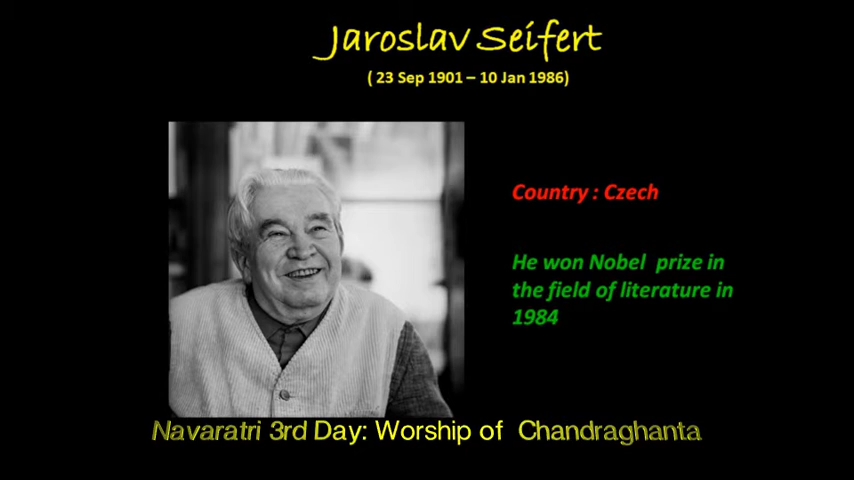 Jaroslav Seifert
( 23 Sep 1901 – 10 Jan 1986)
Country : Czech
He won Nobel prize in
the field of literature in
1984
Navaratri 3rd Day: Worship of Chandraghanta